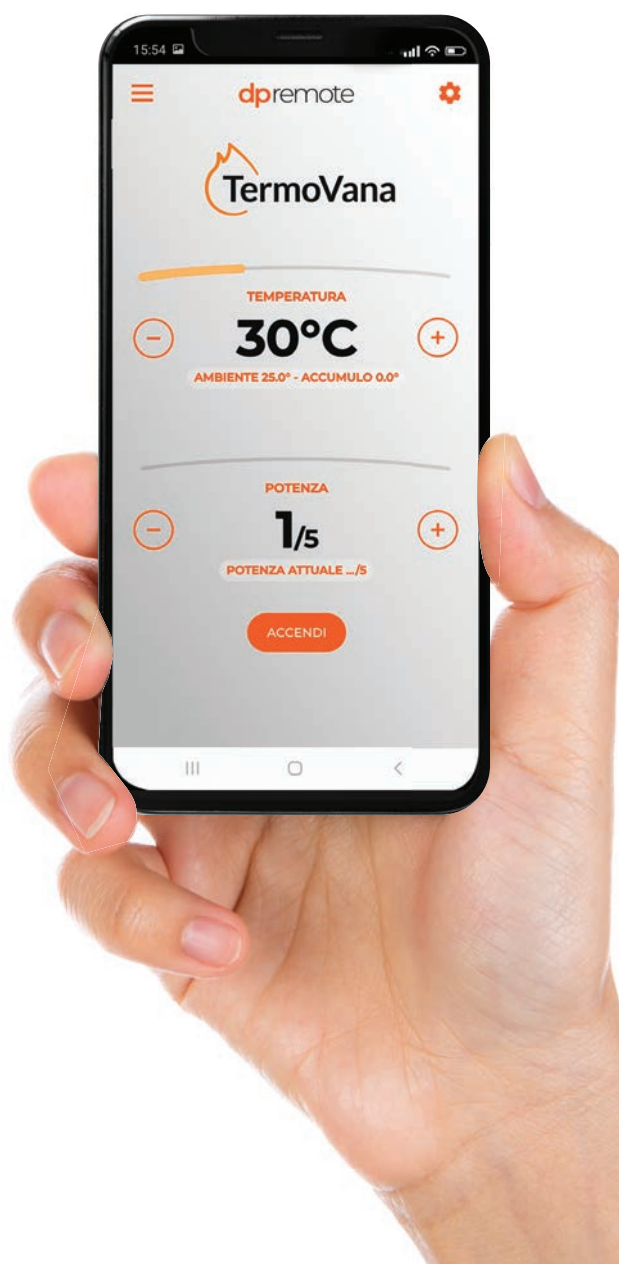 15:54
dpremote
TermoVana
TEMPERATURA
30°C
AMBIENTE 25.0° - ACCUMULO 0.0°
POTENZA
1/5
POTENZA ATTUALE .../5
ACCENDI